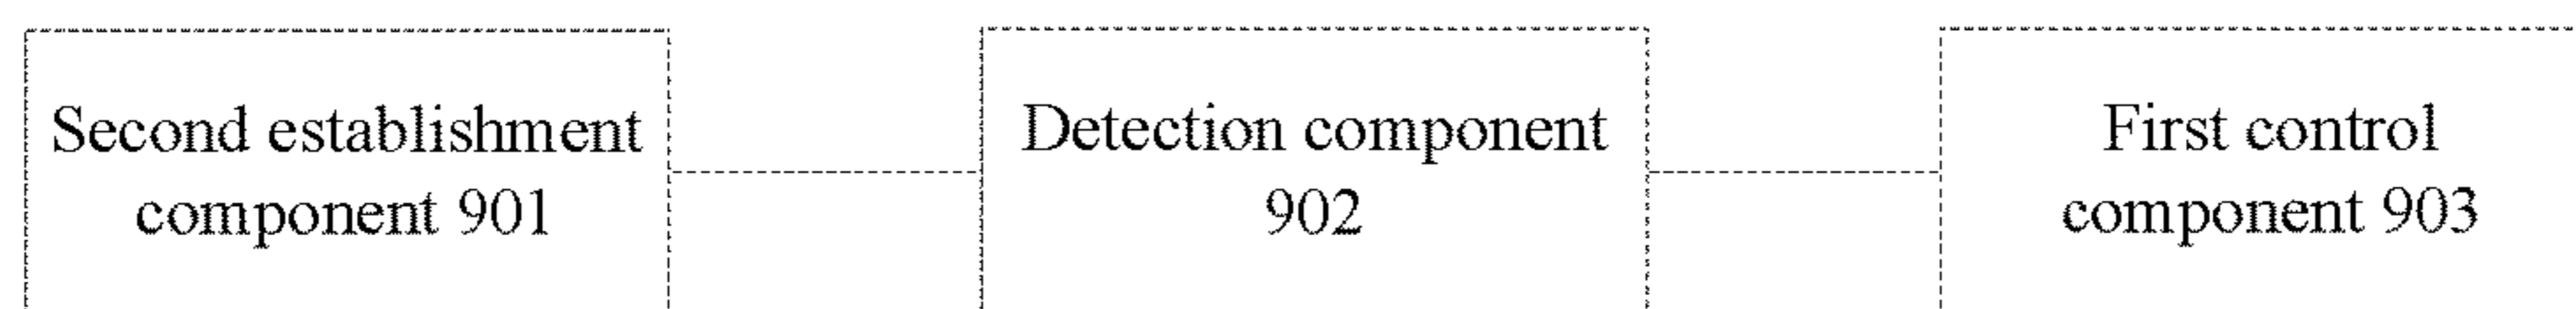 Second establishment
component 901
Detection component
902
First control
component 903